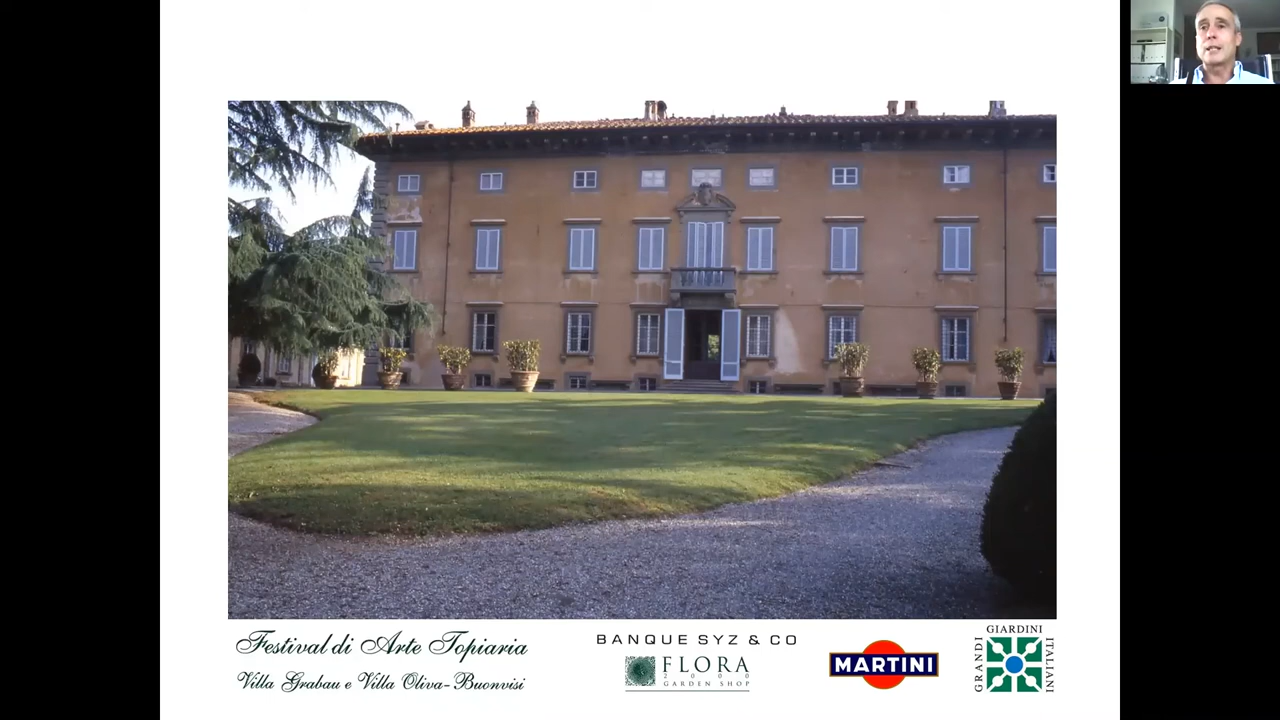 Festival di Arte Topiaria
Villa Grabau e Villa Oliva-Buonvisi
BANQUE SYZ & CO
FLORA
2000
GARDEN SHOP
MARTINI
GRANDI
GIARDINI
ITALIANI